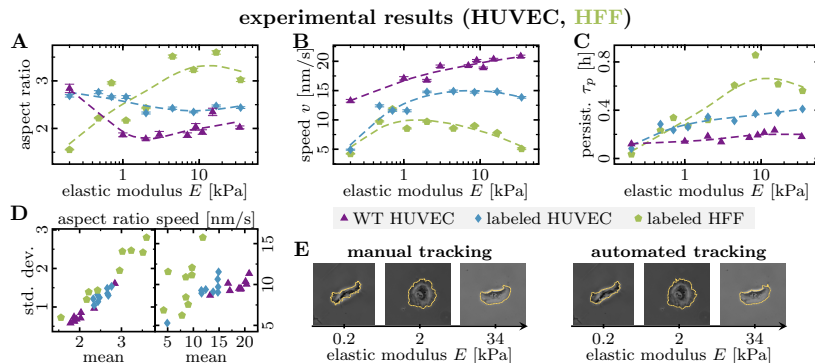 experimental results (HUVEC, HFF)
A
aspect ratio
3
2
1
10
elastic modulus E [kPa]
B
speed v [nm/s]
20
15
10
5
1
10
elastic modulus E [kPa]
C
persist. τp [h]
0.8
0.4
0
1
10
elastic modulus E [kPa]
WT HUVEC
labeled HUVEC
labeled HFF
D
aspect ratio
speed [nm/s]
std. dev.
3
2
1
2
3
mean
15
10
5
5
10
15
20
mean
E
manual tracking
0.2
2
34
elastic modulus E [kPa]
automated tracking
0.2
2
34
elastic modulus E [kPa]